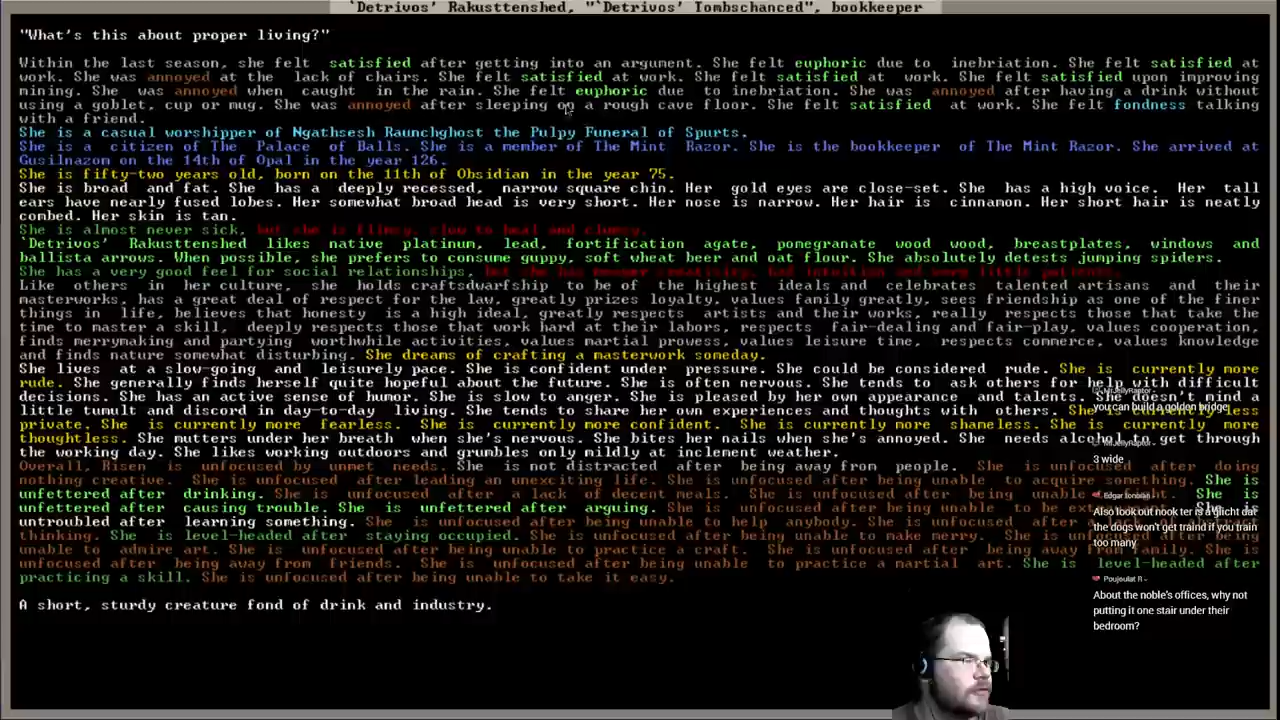 `Detrivos' Rakusttenshed, "`Detrivos' Tombschanced", bookkeeper
"What's this about proper living?"
Within the last season, she felt satisfied after getting into an argument. She felt euphoric due to inebriation. She felt satisfied at
work. She was annoyed at the lack of chairs. She felt satisfied at work. She felt satisfied at work. She felt satisfied upon improving
mining. She was annoyed when caught in the rain. She felt euphoric due to inebriation. She was annoyed after having a drink without
using a goblet, cup or mug. She was annoyed after sleeping on a rough cave floor. She felt satisfied at work. She felt fondness talking
with a friend.
She is a casual worshipper of Ngathsesh Raunchghost the Pulpy Funeral of Spurts.
She is a citizen of The Palace of Balls. She is a member of The Mint Razor. She is the bookkeeper of The Mint Razor. She arrived at
Gusilnazom on the 14th of Opal in the year 126.
She is fifty-two years old, born on the 11th of Obsidian in the year 75.
She is broad and fat. She has a deeply recessed, narrow square chin. Her gold eyes are close-set. She has a high voice. Her tall
ears have nearly fused lobes. Her somewhat broad head is very short. Her nose is narrow. Her hair is cinnamon. Her short hair is neatly
combed. Her skin is tan.
She is almost never sick, but she is flimsy, slow to heal and clumsy.
`Detrivos' Rakusttenshed likes native platinum, lead, fortification agate, pomegranate wood wood, breastplates, windows and
ballista arrows. When possible, she prefers to consume guppy, soft wheat beer and oat flour. She absolutely detests jumping spiders.
She has a very good feel for social relationships, but she has meager creativity, bad intuition and very little patience.
Like others in her culture, she holds craftsdwarfship to be of the highest ideals and celebrates talented artisans and their
masterworks, has a great deal of respect for the law, greatly prizes loyalty, values family greatly, sees friendship as one of the finer
things in life, believes that honesty is a high ideal, greatly respects artists and their works, really respects those that take the
time to master a skill, deeply respects those that work hard at their labors, respects fair-dealing and fair-play, values cooperation,
finds merrymaking and partying worthwhile activities, values martial prowess, values leisure time, respects commerce, values knowledge
and finds nature somewhat disturbing. She dreams of crafting a masterwork someday.
She lives at a slow-going and leisurely pace. She is confident under pressure. She could be considered rude. She is currently more
rude. She generally finds herself quite hopeful about the future. She is often nervous. She tends to ask others for help with difficult
decisions. She has an active sense of humor. She is slow to anger. She is pleased by her own appearance and talents. She doesn't mind a
little tumult and discord in day-to-day living. She tends to share her own experiences and thoughts with others. She is currently less
private. She is currently more fearless. She is currently more confident. She is currently more shameless. She is currently more
thoughtless. She mutters under her breath when she's nervous. She bites her nails when she's annoyed. She needs alcohol to get through
the working day. She likes working outdoors and grumbles only mildly at inclement weather.
Overall, Risen is unfocused by unmet needs. She is not distracted after being away from people. She is unfocused after doing
nothing creative. She is unfocused after leading an unexciting life. She is unfocused after being unable to acquire something. She is
unfettered after drinking. She is unfocused after a lack of decent meals. She is unfocused after being unable She is
unfettered after causing trouble. She is unfettered after arguing. She is unfocused after being unable to be She is
untroubled after learning something. She is unfocused after being unable to help anybody. She is unfocused after
thinking. She is level-headed after staying occupied. She is unfocused after being unable to make merry. She is unfocused after being
unable to admire art. She is unfocused after being unable to practice a craft. She is unfocused after being away from family. She is
unfocused after being away from friends. She is unfocused after being unable to practice a martial art. She is level-headed after
practicing a skill. She is unfocused after being unable to take it easy.
A short, sturdy creature fond of drink and industry.
you can build a golden bridge
3 wide
Edgar
Also look out nook ter is a glicht dat
the dogs won't get traind if you train
too many
Poujoulat R
About the noble's offices, why not
putting it one stair under their
bedroom?